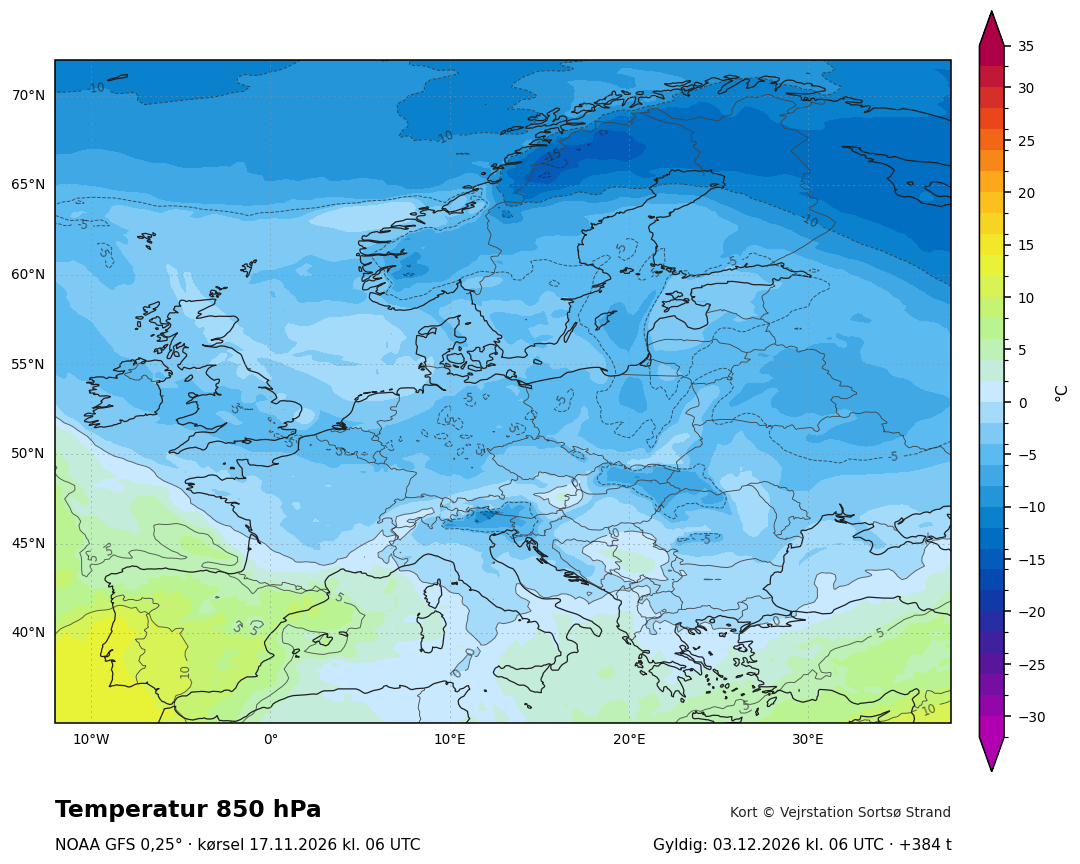 35
30
25
20
15
10
5
0
−5
−10
−15
−20
−25
−30
°C
70°N
65°N
60°N
55°N
50°N
45°N
40°N
10°W
0°
10°E
20°E
30°E
Temperatur 850 hPa
Kort © Vejrstation Sortsø Strand
NOAA GFS 0,25° · kørsel 17.11.2026 kl. 06 UTC
Gyldig: 03.12.2026 kl. 06 UTC · +384 t